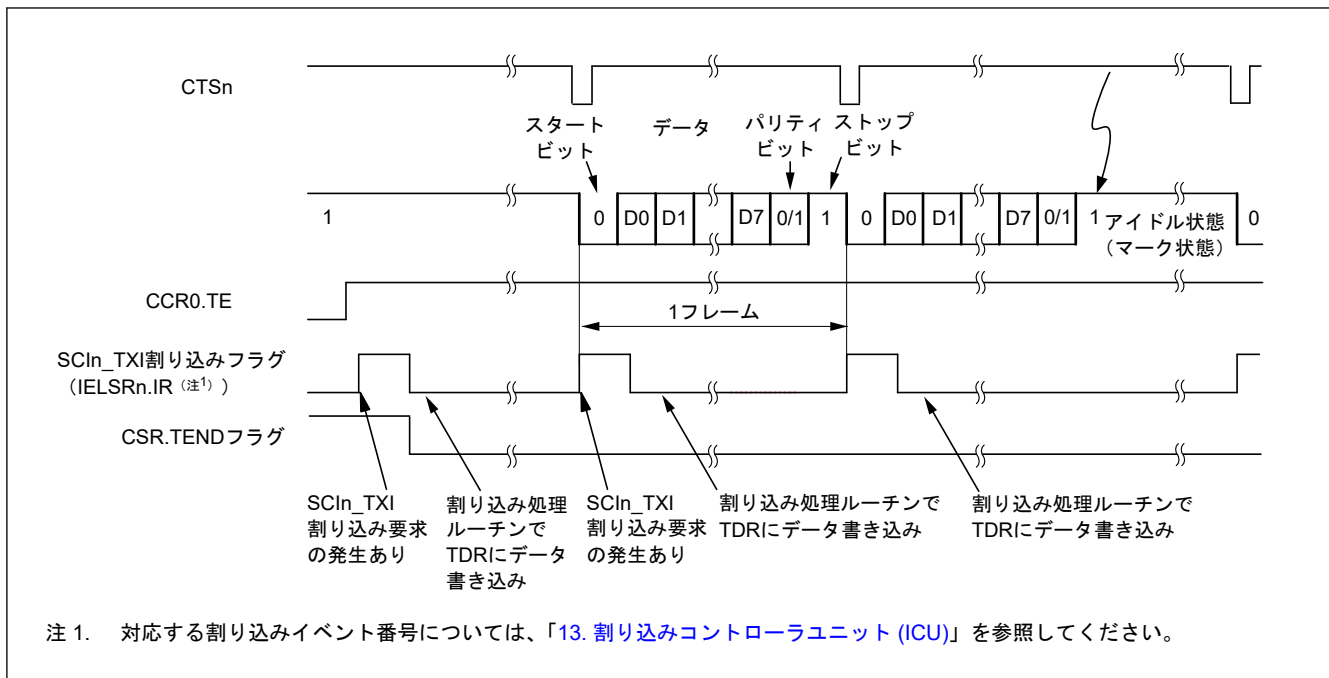 CTSn
スタート
ビット
データ
パリティ
ビット
ストップ
ビット
1
0 D0 D1 D7 0/1 1 0 D0 D1 D7 0/1 1 アイドル状態
（マーク状態）
0
CCR0.TE
1フレーム
SCIn_TXI割り込みフラグ
（IELSRn.IR（注1））
CSR.TENDフラグ
SCIn_TXI
割り込み要求
の発生あり
割り込み処理
ルーチンで
TDRにデータ
書き込み
SCIn_TXI
割り込み要求
の発生あり
割り込み処理ルーチンで
TDRにデータ書き込み
割り込み処理ルーチンで
TDRにデータ書き込み
注 1. 対応する割り込みイベント番号については、「13. 割り込みコントローラユニット (ICU)」を参照してください。